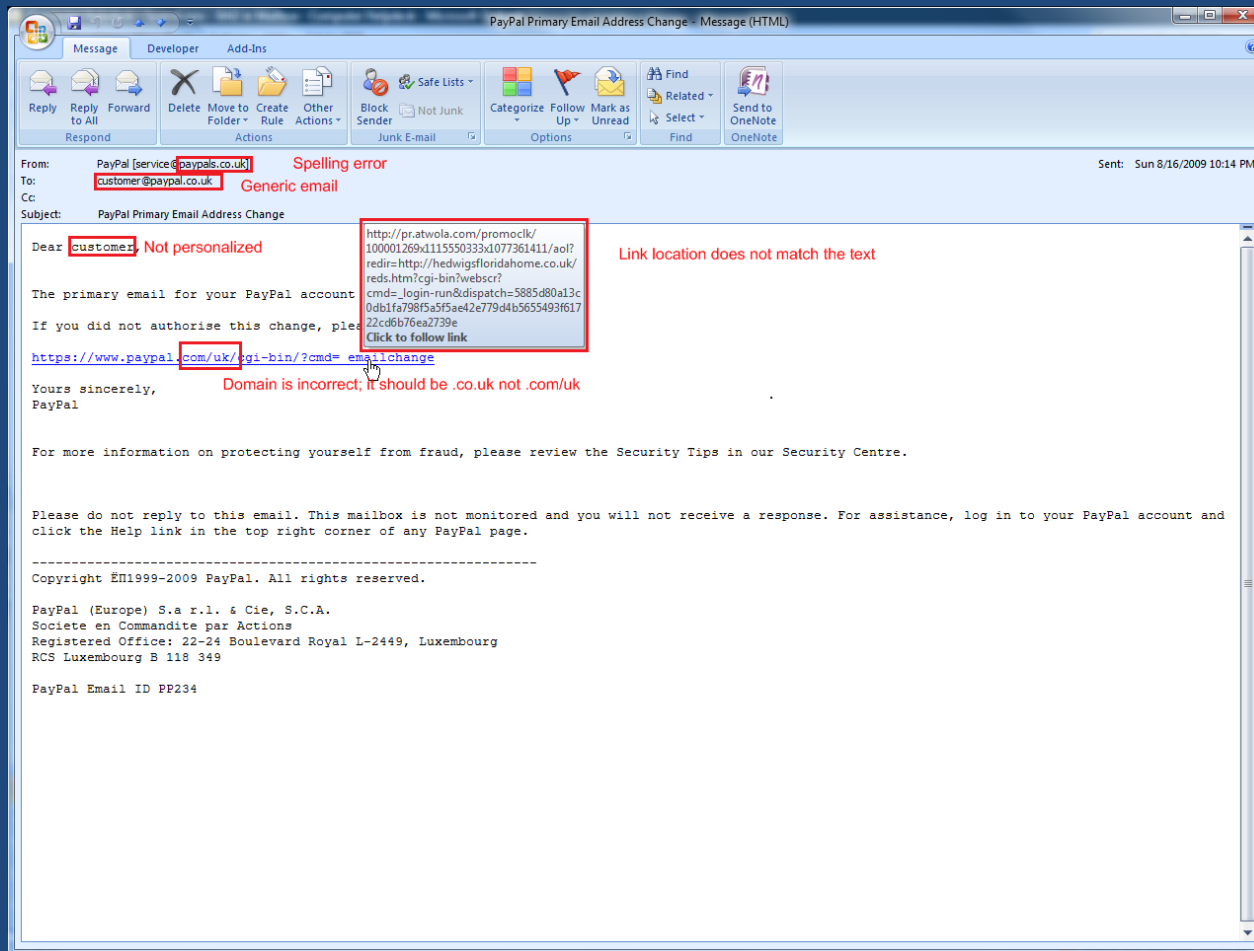 PayPal Primary Email Address Change - Message (HTML)
Message Developer Add-Ins
Reply Reply to All Forward
Respond
Delete Move to Folder Create Rule Other Actions
Actions
Block Sender Safe Lists Not Junk
Junk E-mail
Categorize Follow Up Mark as Unread
Options
Find
Related
Select
Find
Send to OneNote
OneNote
From: PayPal [service@paypals.co.uk] Spelling error Sent: Sun 8/16/2009 10:14 PM
To: customer@paypal.co.uk Generic email
Cc:
Subject: PayPal Primary Email Address Change
Dear customer, Not personalized
http://pr.atwola.com/promoclk/
100001269x1115550333x1077361411/aol?
redir=http://hedwigsfloridahome.co.uk/
reds.htm?cgi-bin?webscr?
cmd=_login-run&dispatch=5885d80a13c
0db1fa798f5a5f5ae42e779d4b5655493f617
22cd6b76ea2739e
Click to follow link
Link location does not match the text
The primary email for your PayPal account
If you did not authorise this change, plea
https://www.paypal.com/uk/cgi-bin/?cmd=_emailchange
Domain is incorrect; it should be .co.uk not .com/uk
Yours sincerely,
PayPal
For more information on protecting yourself from fraud, please review the Security Tips in our Security Centre.
Please do not reply to this email. This mailbox is not monitored and you will not receive a response. For assistance, log in to your PayPal account and
click the Help link in the top right corner of any PayPal page.
----------------------------------------------------------------
Copyright ЁП1999-2009 PayPal. All rights reserved.
PayPal (Europe) S.a r.l. & Cie, S.C.A.
Societe en Commandite par Actions
Registered Office: 22-24 Boulevard Royal L-2449, Luxembourg
RCS Luxembourg B 118 349
PayPal Email ID PP234